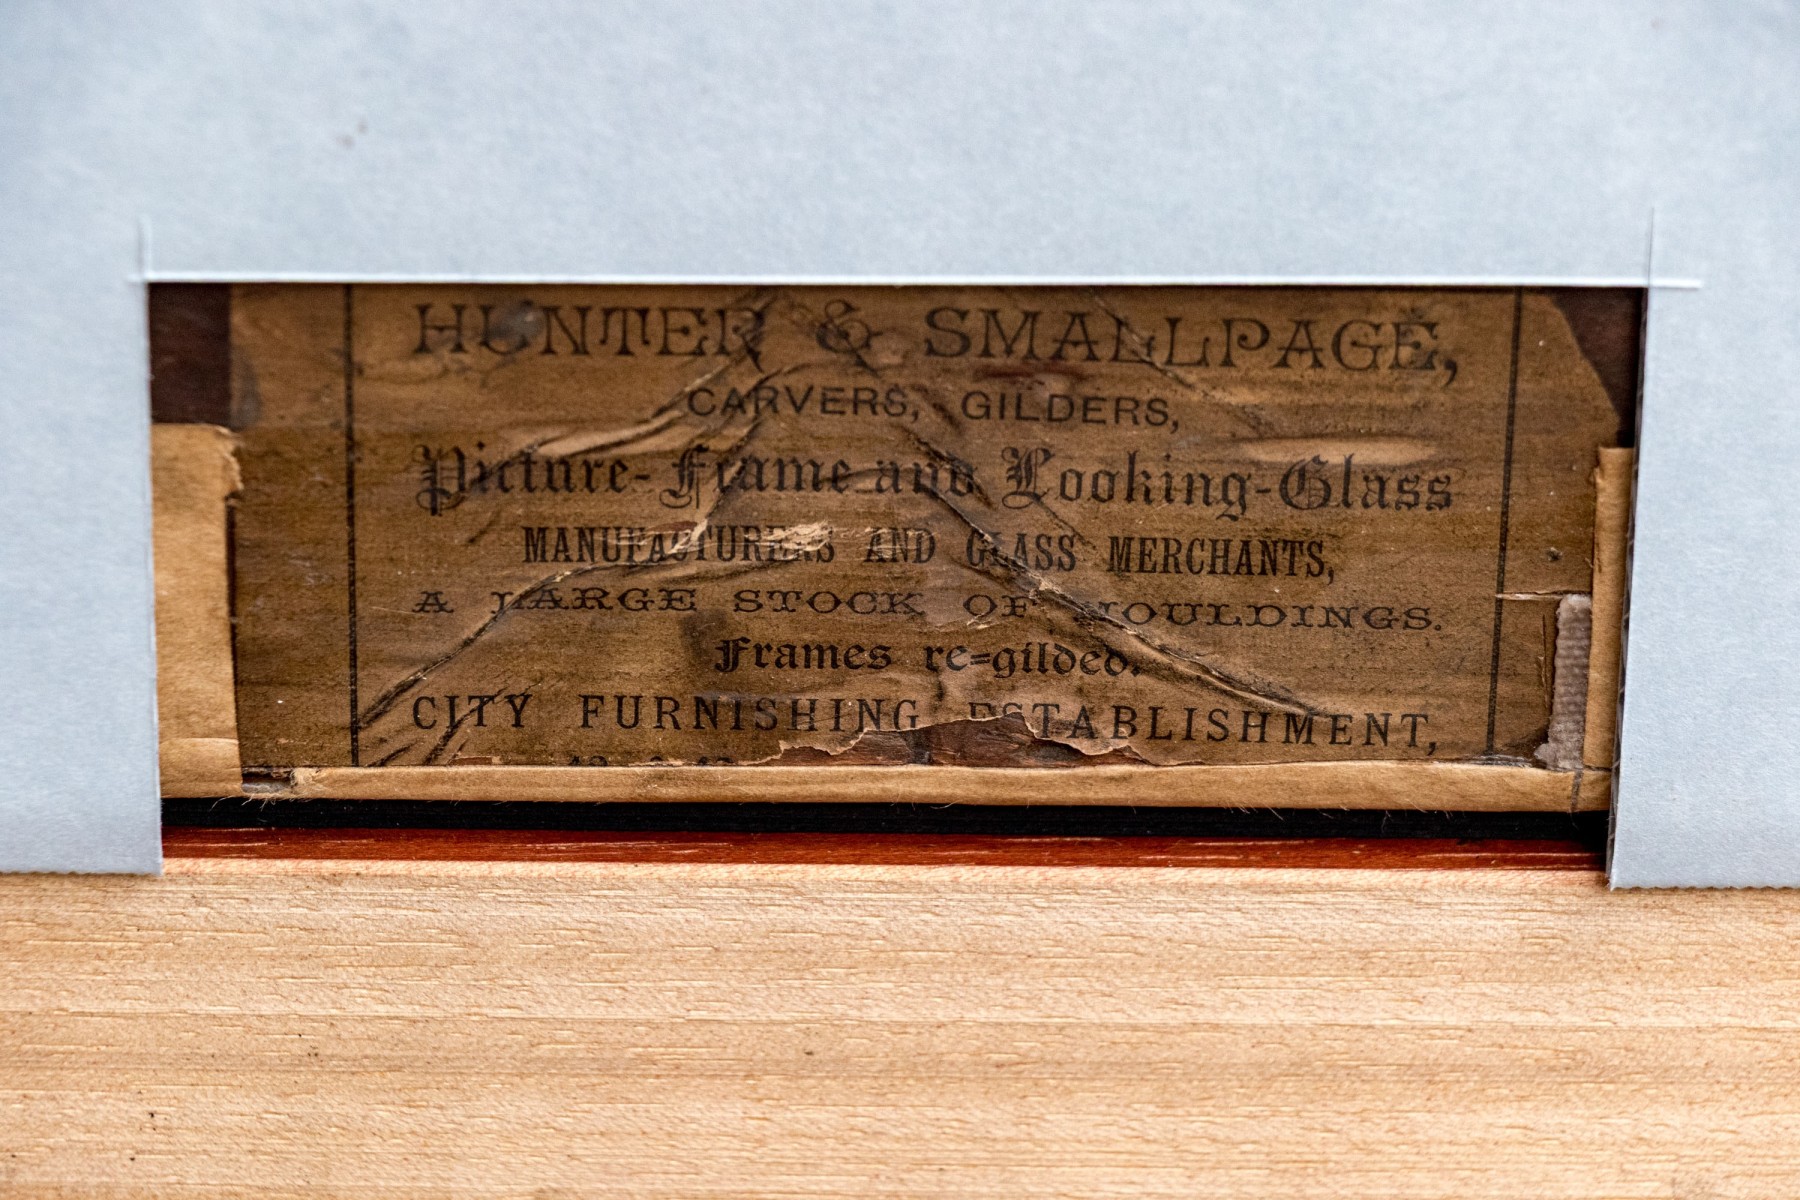 HUNTER & SMALLPAGE,
CARVERS, GILDERS,
Picture-Frame and Looking-Glass
MANUFACTURERS AND GLASS MERCHANTS,
A LARGE STOCK OF MOULDINGS.
Frames re=gilded.
CITY FURNISHING ESTABLISHMENT,